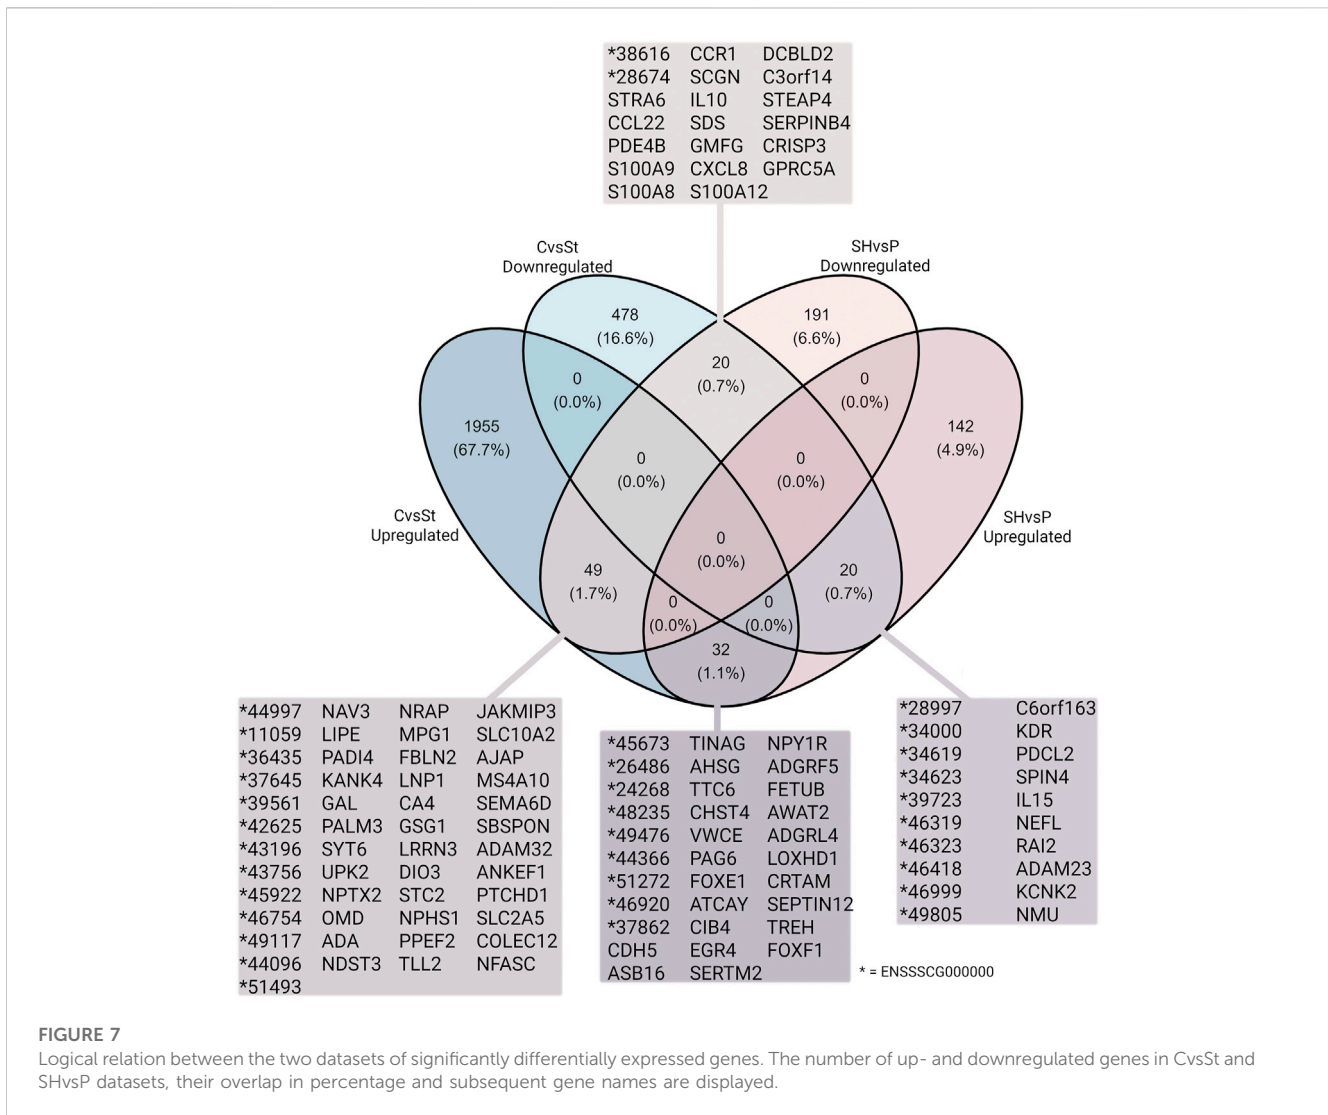 *38616 CCR1 DCBLD2
*28674 SCGN C3orf14
STRA6 IL10 STEAP4
CCL22 SDS SERPINB4
PDE4B GMFG CRISP3
S100A9 CXCL8 GPRC5A
S100A8 S100A12
CvsSt
Downregulated
SHvsP
Downregulated
478
(16.6%)
191
(6.6%)
20
(0.7%)
0
(0.0%)
0
(0.0%)
1955
(67.7%)
142
(4.9%)
0
(0.0%)
0
(0.0%)
CvsSt
Upregulated
SHvsP
Upregulated
0
(0.0%)
49
(1.7%)
20
(0.7%)
0
(0.0%)
0
(0.0%)
32
(1.1%)
*44997 NAV3 NRAP JAKMIP3
*11059 LIPE MPG1 SLC10A2
*36435 PADI4 FBLN2 AJAP
*37645 KANK4 LNP1 MS4A10
*39561 GAL CA4 SEMA6D
*42625 PALM3 GSG1 SBSPON
*43196 SYT6 LRRN3 ADAM32
*43756 UPK2 DIO3 ANKEF1
*45922 NPTX2 STC2 PTCHD1
*46754 OMD NPHS1 SLC2A5
*49117 ADA PPEF2 COLEC12
*44096 NDST3 TLL2 NFASC
*51493
*45673 TINAG NPY1R
*26486 AHSG ADGRF5
*24268 TTC6 FETUB
*48235 CHST4 AWAT2
*49476 VWCE ADGRL4
*44366 PAG6 LOXHD1
*51272 FOXE1 CRTAM
*46920 ATCAY SEPTIN12
*37862 CIB4 TREH
CDH5 EGR4 FOXF1
ASB16 SERTM2
*28997 C6orf163
*34000 KDR
*34619 PDCL2
*34623 SPIN4
*39723 IL15
*46319 NEFL
*46323 RAI2
*46418 ADAM23
*46999 KCNK2
*49805 NMU
* = ENSSSCG000000
FIGURE 7
Logical relation between the two datasets of significantly differentially expressed genes. The number of up- and downregulated genes in CvsSt and
SHvsP datasets, their overlap in percentage and subsequent gene names are displayed.